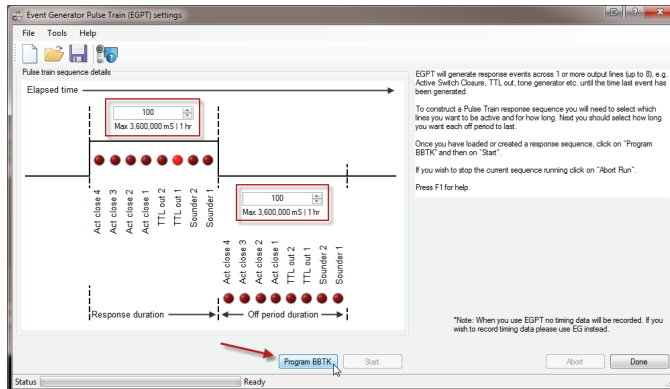 Event Generator Pulse Train (EGPT) settings
File Tools Help
Pulse train sequence details
Elapsed time
100
Max 3,600,000 mS | 1 hr
Act close 4
Act close 3
Act close 2
Act close 1
TTL out 2
TTL out 1
Sounder 2
Sounder 1
100
Max 3,600,000 mS | 1 hr
Act close 4
Act close 3
Act close 2
Act close 1
TTL out 2
TTL out 1
Sounder 2
Sounder 1
Response duration
Off period duration
EGPT will generate response events across 1 or more output lines (up to 8), e.g.
Active Switch Closure, TTL out, tone generator etc. until the time last event has
been generated.
To construct a Pulse Train response sequence you will need to select which
lines you want to be active and for how long. Next you should select how long
you want each off period to last.
Once you have loaded or created a response sequence, click on "Program
BBTK" and then on "Start".
If you wish to stop the current sequence running click on "Abort Run".
Press F1 for help.
*Note: When you use EGPT no timing data will be recorded. If you
wish to record timing data please use EG instead.
Program BBTK
Start
Abort
Done
Status
Ready